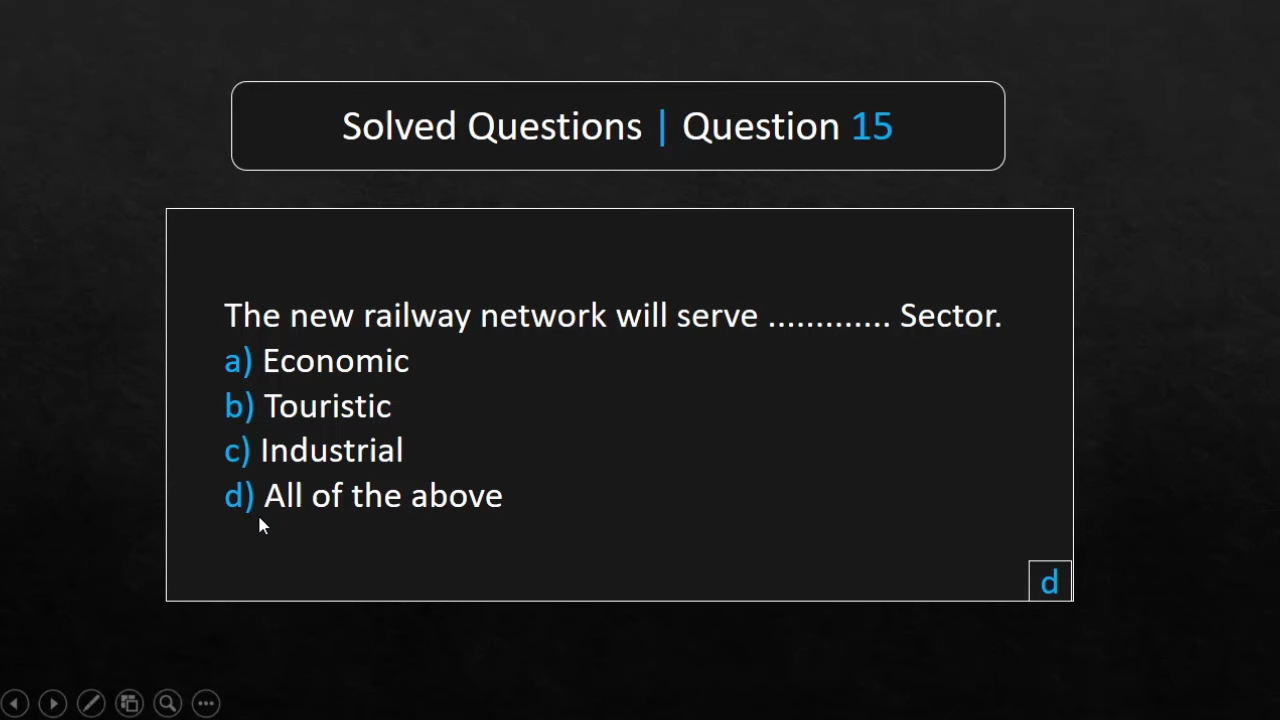 Solved Questions | Question 15
The new railway network will serve ............. Sector.
a) Economic
b) Touristic
c) Industrial
d) All of the above
d